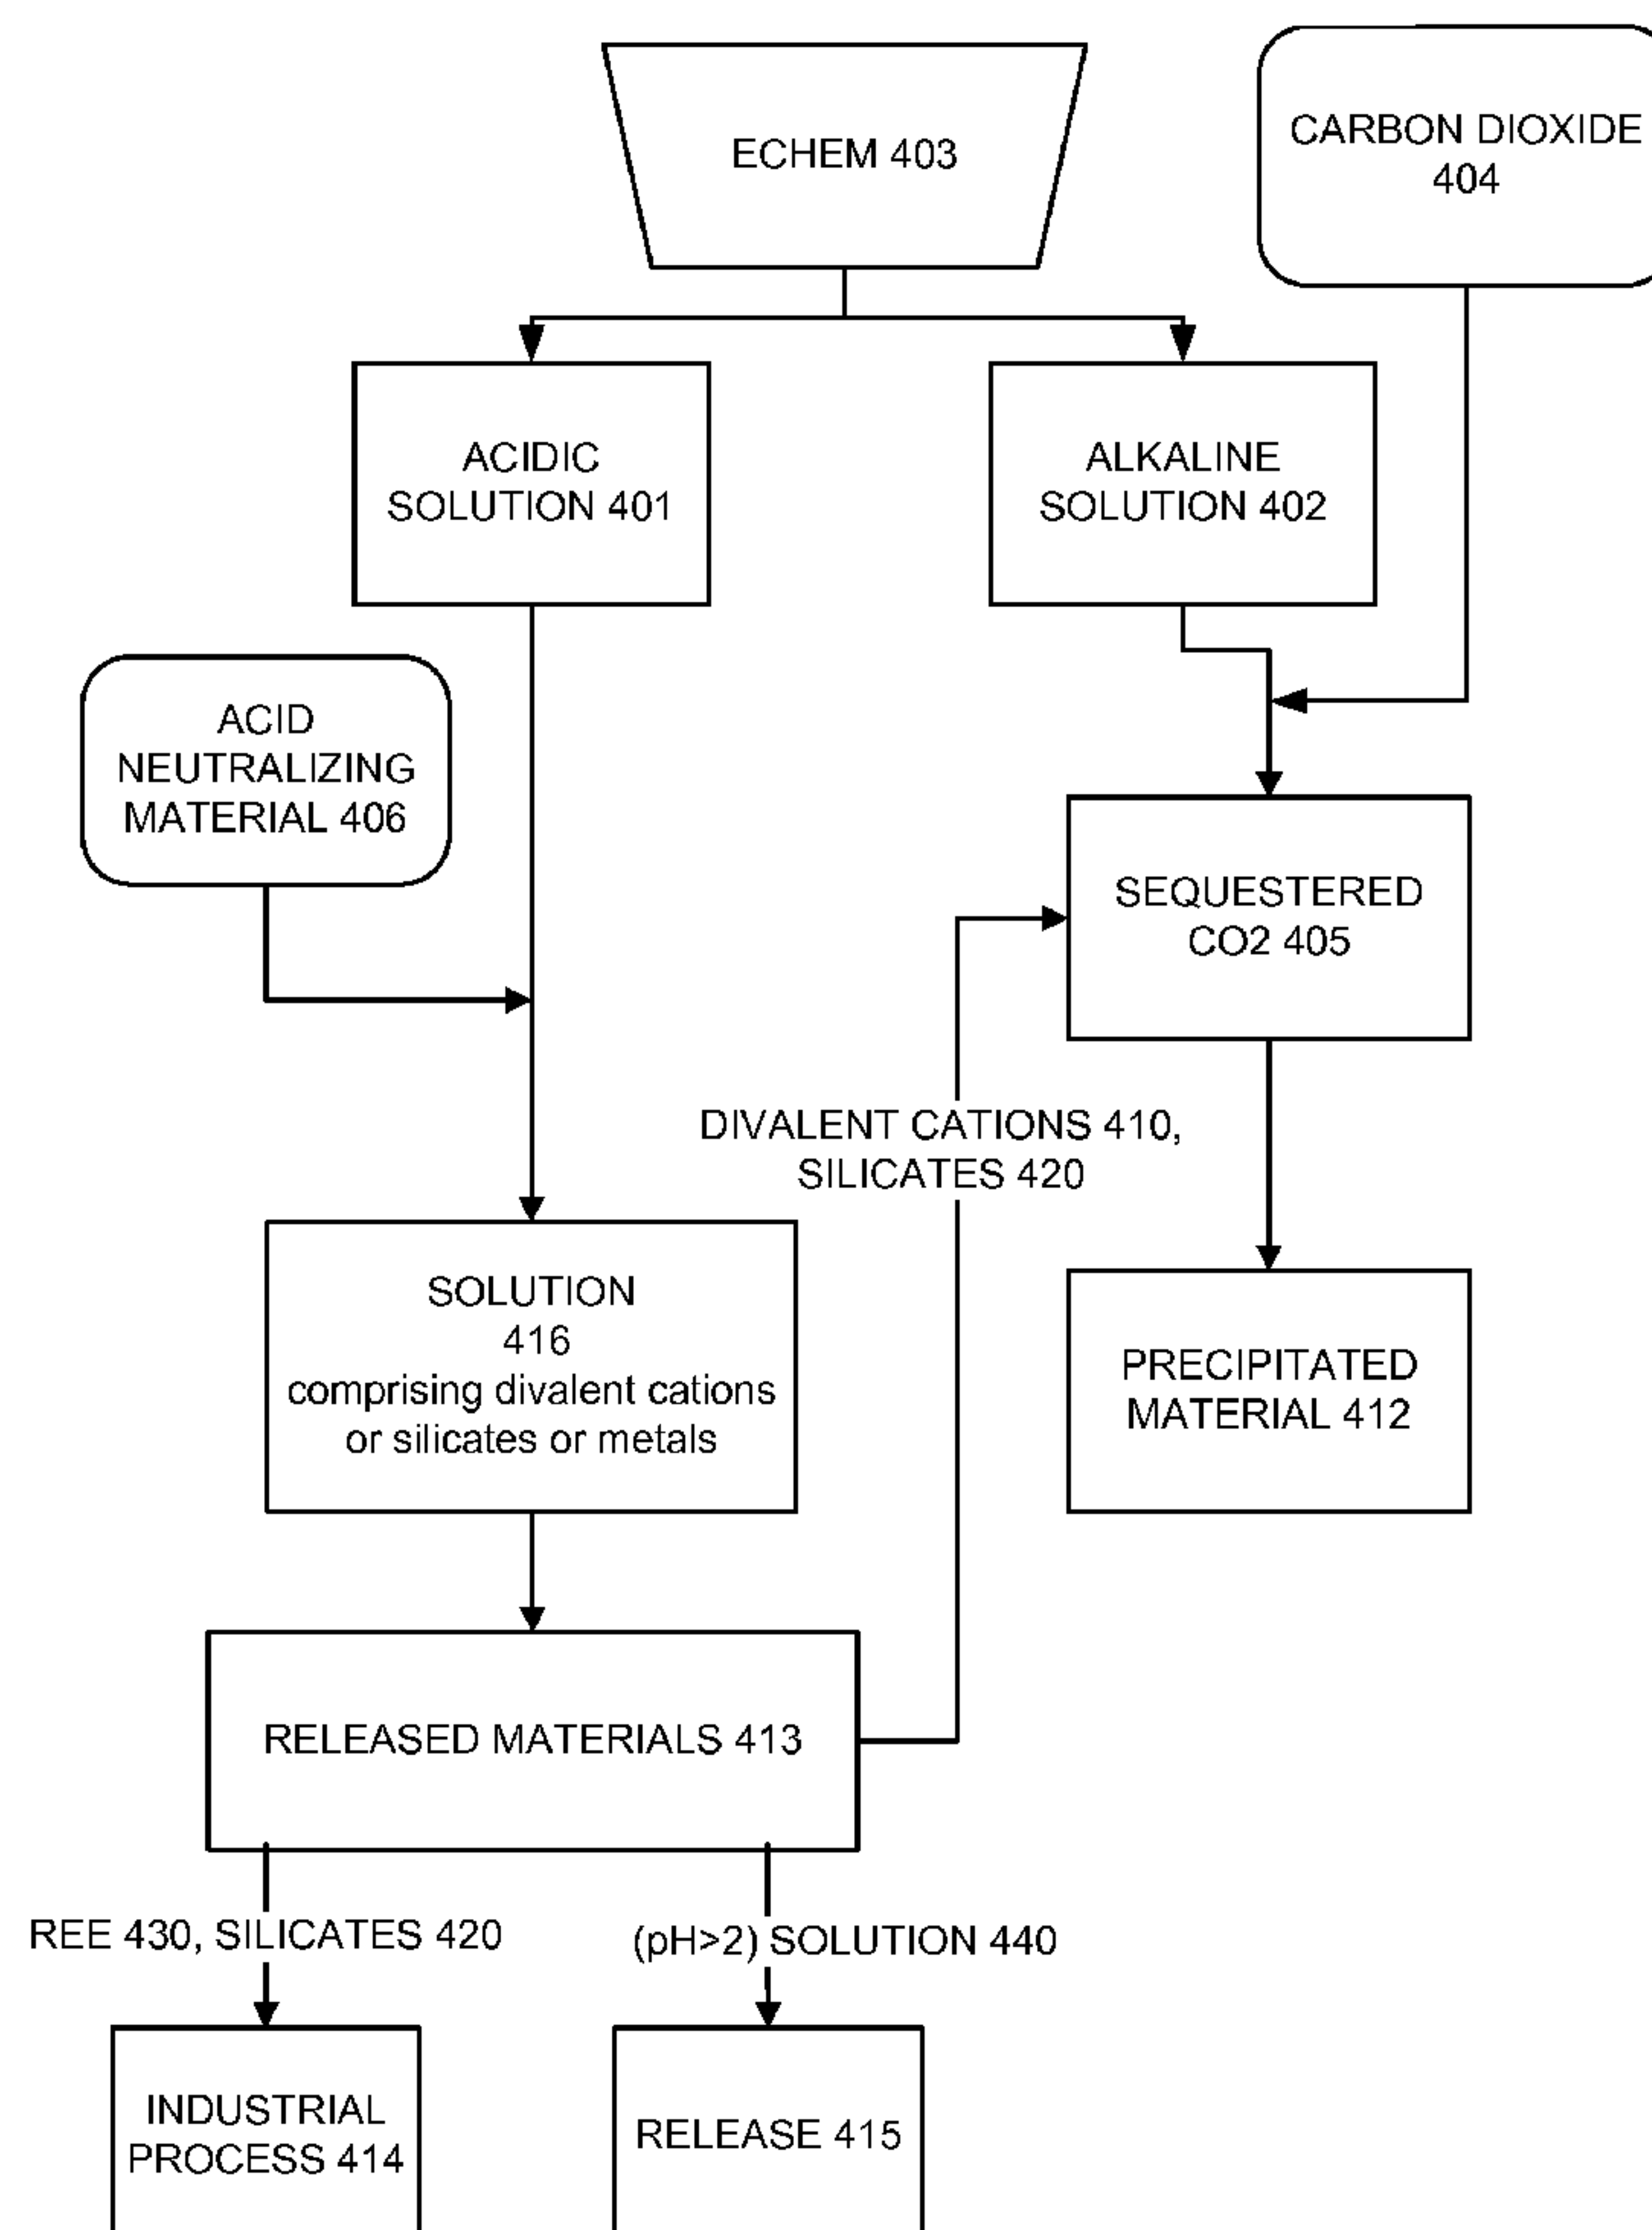 ECHEM 403
CARBON DIOXIDE
404
ACIDIC
SOLUTION 401
ALKALINE
SOLUTION 402
ACID
NEUTRALIZING
MATERIAL 406
SEQUESTERED
CO2 405
DIVALENT CATIONS 410,
SILICATES 420
SOLUTION
416
comprising divalent cations
or silicates or metals
PRECIPITATED
MATERIAL 412
RELEASED MATERIALS 413
REE 430, SILICATES 420
(pH>2) SOLUTION 440
INDUSTRIAL
PROCESS 414
RELEASE 415